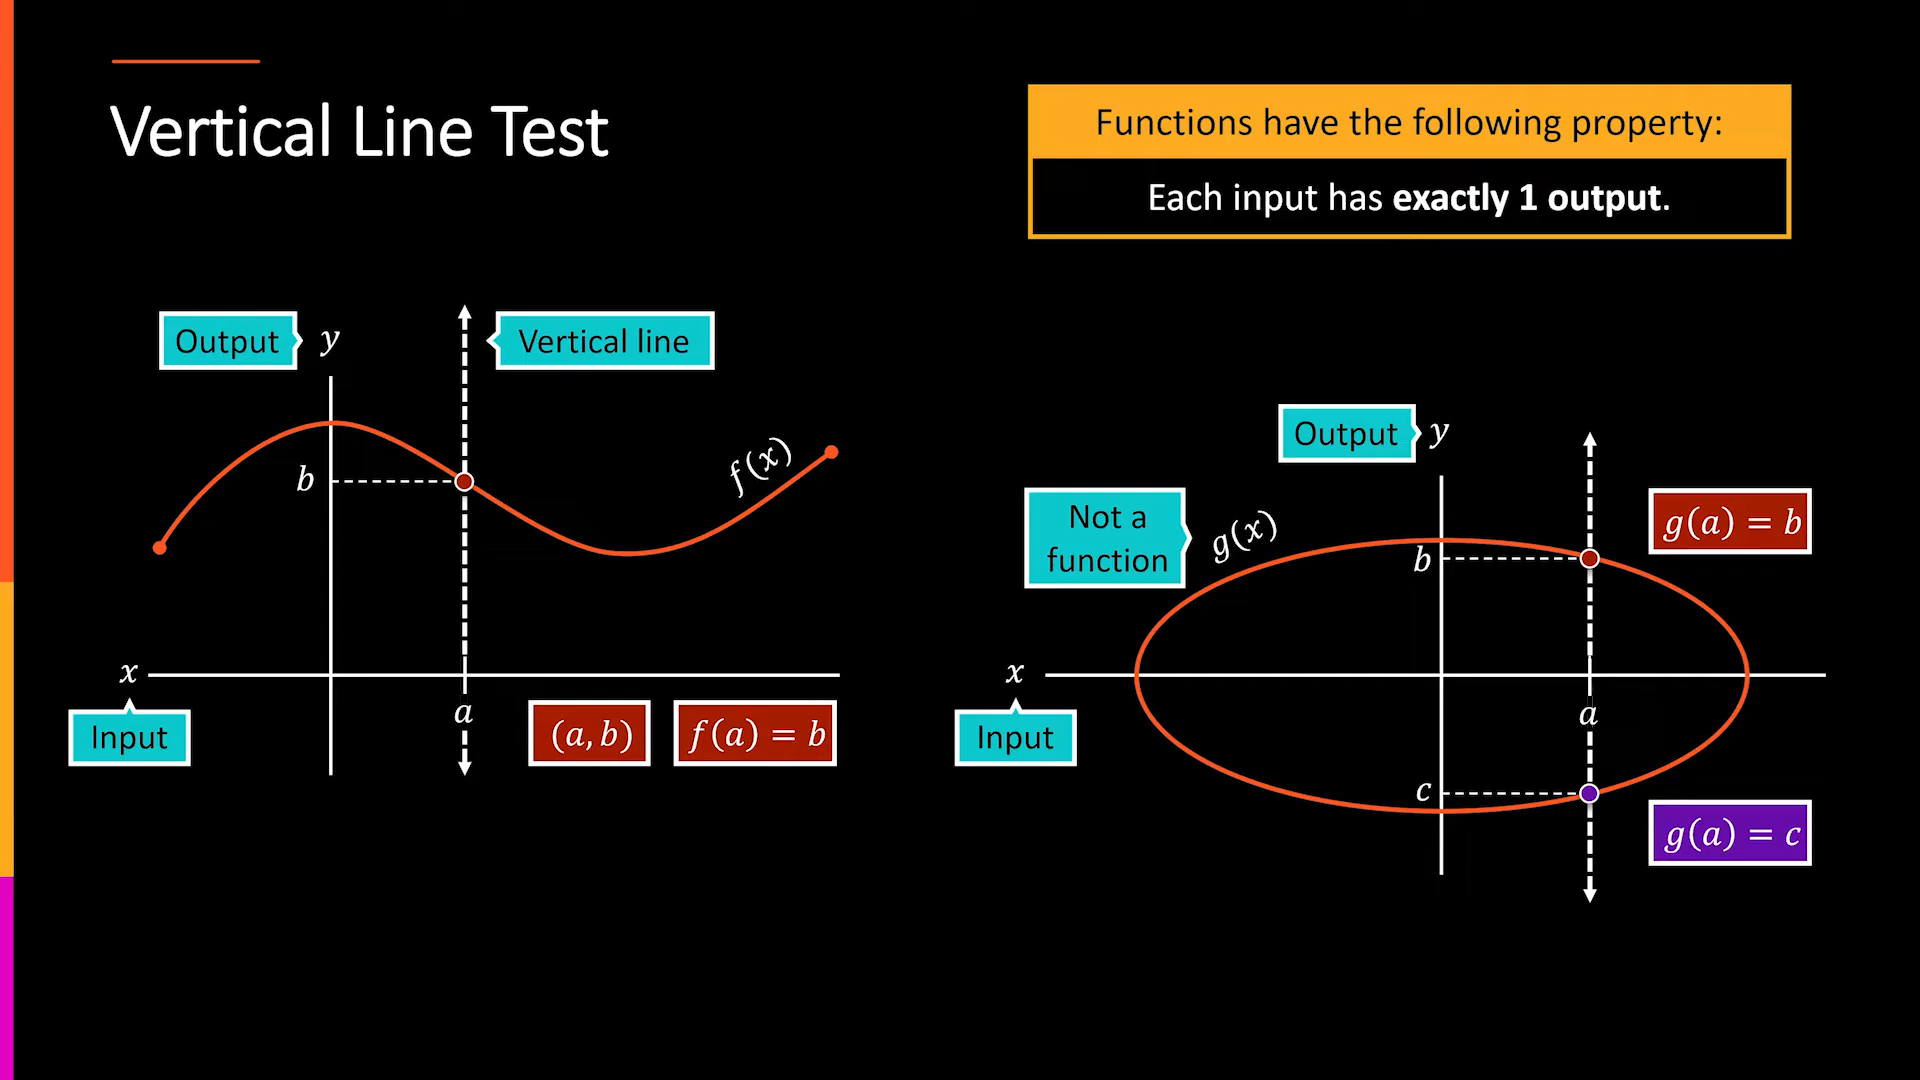 Vertical Line Test
Functions have the following property:
Each input has exactly 1 output.
Output
y
Vertical line
b
f(x)
x
Input
a
(a, b)
f(a) = b
Output
y
Not a
function
g(x)
b
g(a) = b
x
Input
a
c
g(a) = c